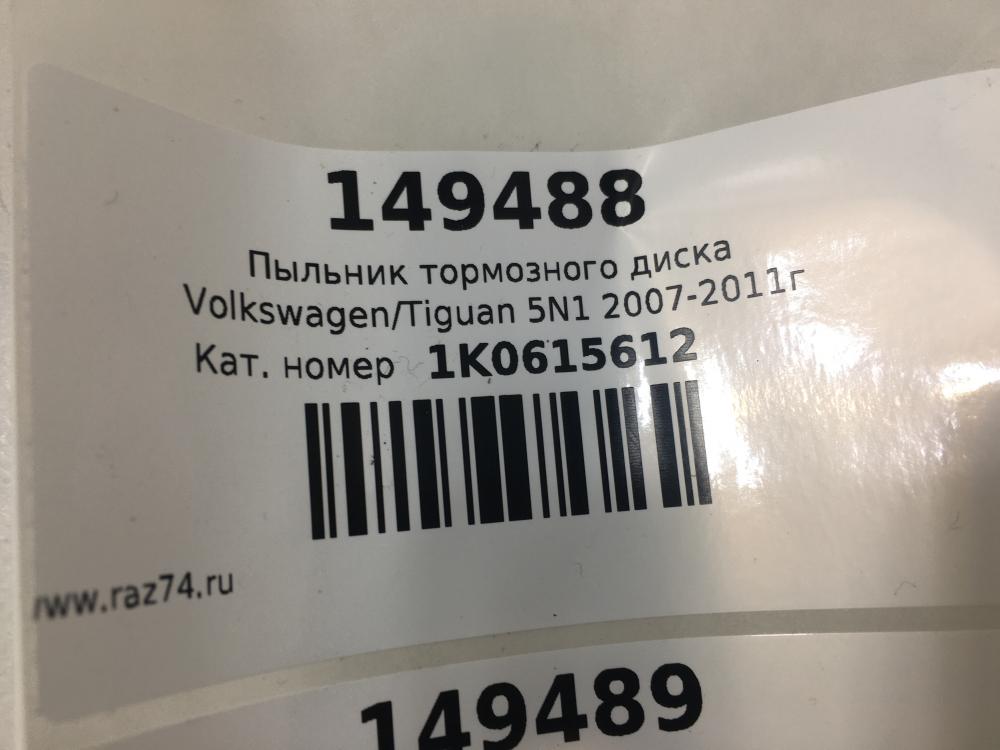 149488
Пыльник тормозного диска
Volkswagen/Tiguan 5N1 2007-2011г
Кат. номер 1K0615612
www.raz74.ru
149489